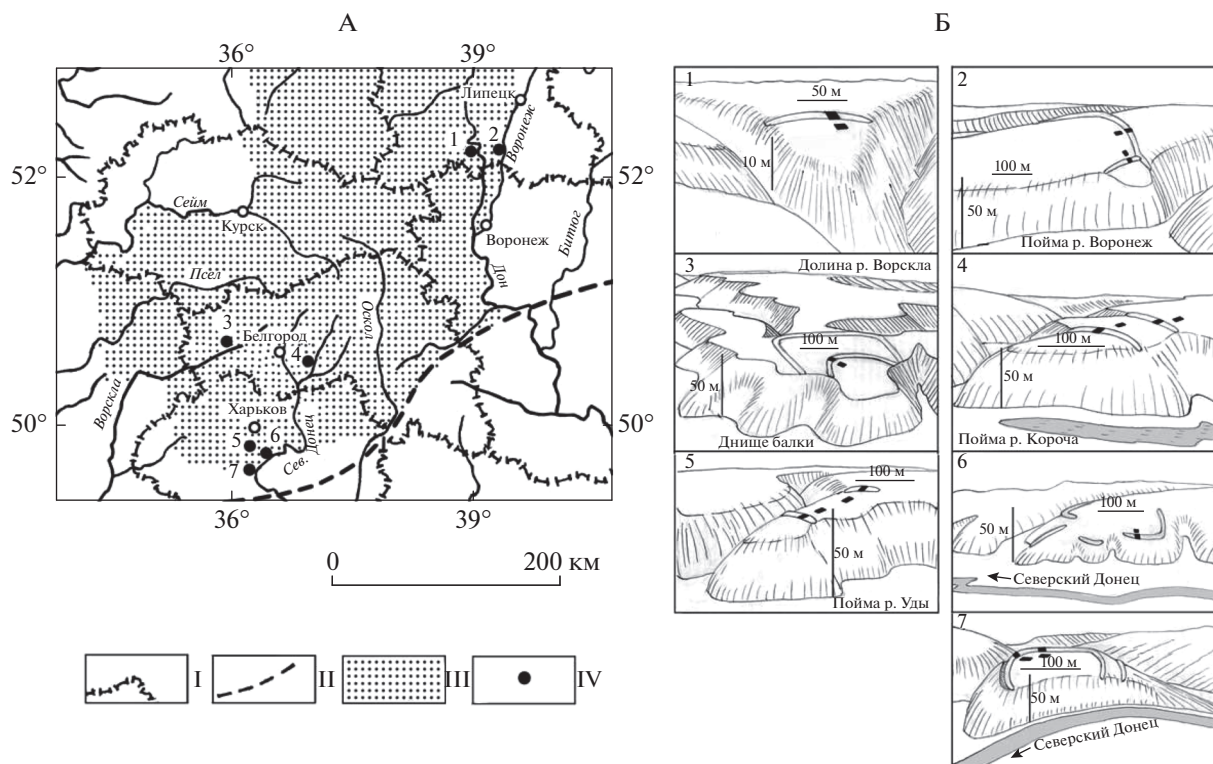 А
36°
39°
Липецк
1
2
Воронеж
52°
52°
Сейм
Курск
Воронеж
Битюг
Псёл
Дон
Оскол
3
Белгород
4
50°
50°
Ворскла
Харьков
5
6
7
Сев. Донец
36°
39°
0
200 км
I
II
III
IV
Б
1
50 м
10 м
2
100 м
50 м
Пойма р. Воронеж
3
Долина р. Ворскла
100 м
50 м
Днище балки
4
100 м
50 м
Пойма р. Короча
5
100 м
50 м
Пойма р. Уды
6
100 м
50 м
Северский Донец
7
100 м
50 м
Северский Донец